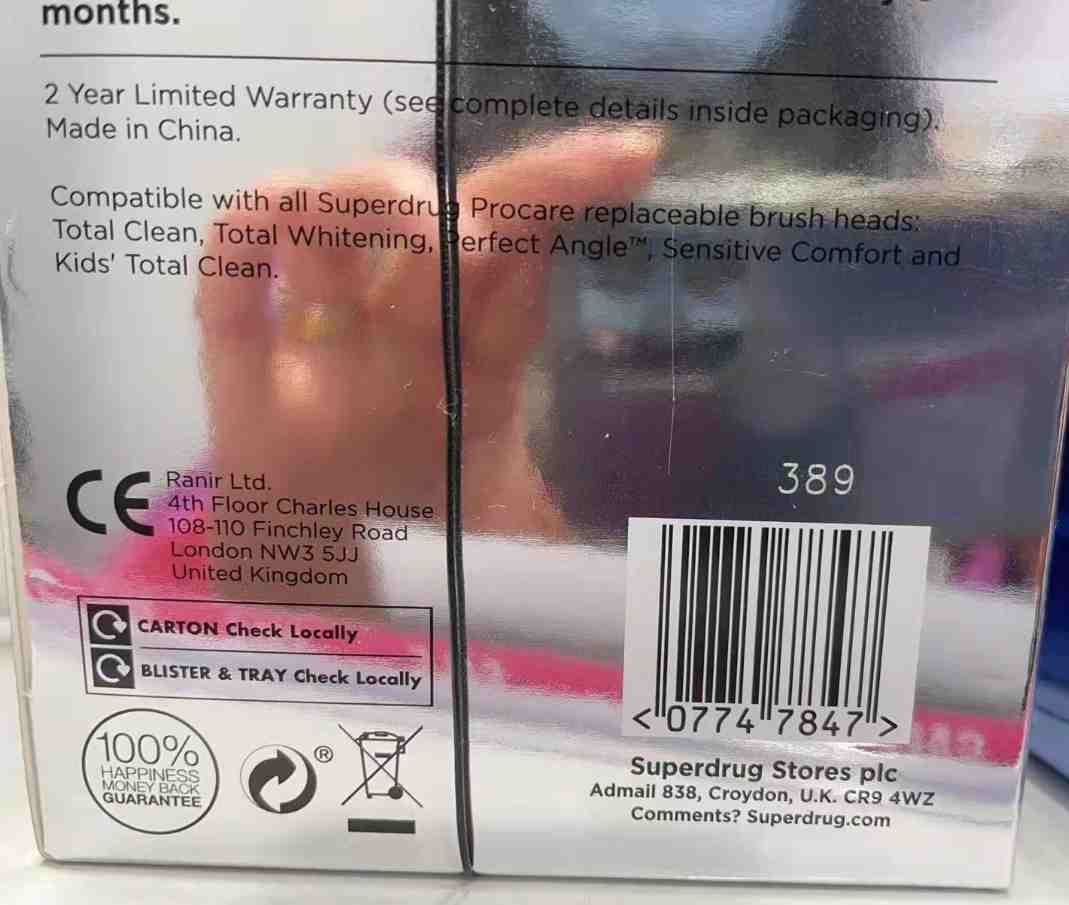 months.
2 Year Limited Warranty (see complete details inside packaging).
Made in China.
Compatible with all Superdrug Procare replaceable brush heads:
Total Clean, Total Whitening, Perfect Angle™, Sensitive Comfort and
Kids' Total Clean.
CE
Ranir Ltd.
4th Floor Charles House
108-110 Finchley Road
London NW3 5JJ
United Kingdom
CARTON Check Locally
BLISTER & TRAY Check Locally
100%
HAPPINESS
MONEY BACK
GUARANTEE
®
389
<0774 7847>
Superdrug Stores plc
Admail 838, Croydon, U.K. CR9 4WZ
Comments? Superdrug.com